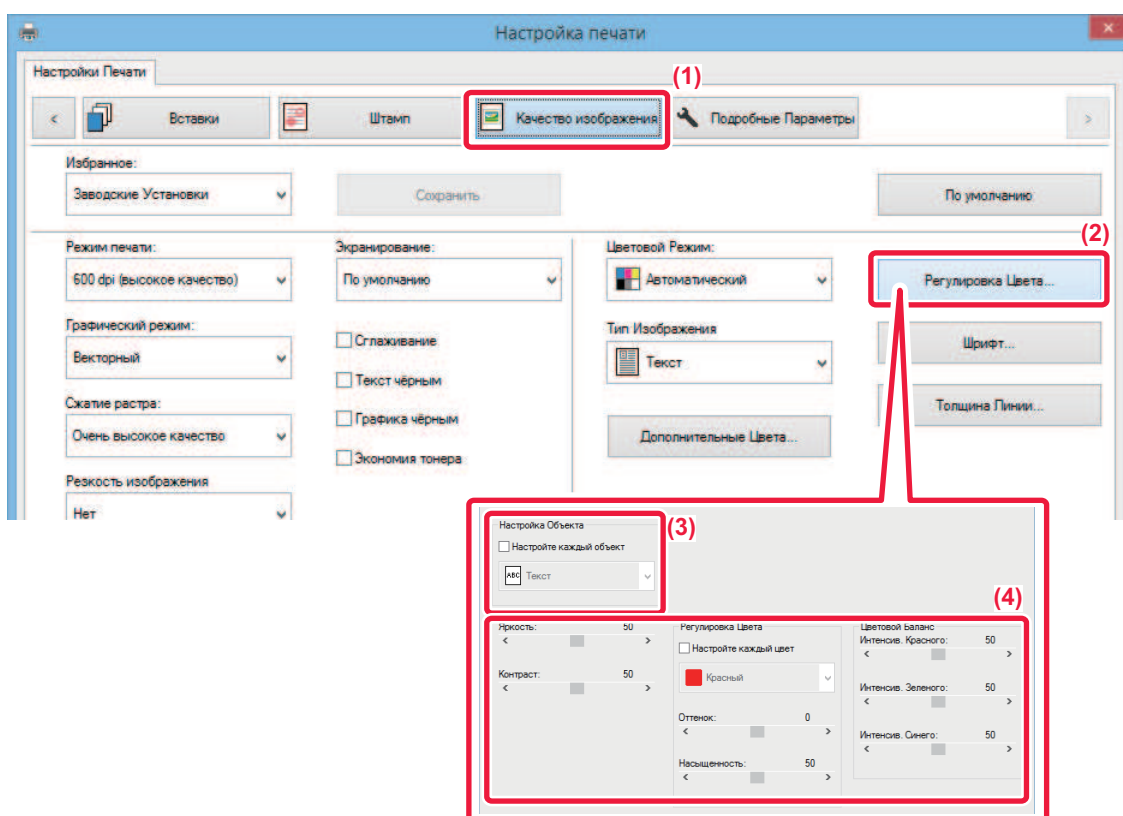 Настройка печати
Настройки Печати
(1)
Вставки
Штамп
Качество изображения
Подробные Параметры
Избранное:
Заводские Установки
Сохранить
По умолчанию
(2)
Режим печати:
600 dpi (высокое качество)
Графический режим:
Векторный
Сжатие растра:
Очень высокое качество
Резкость изображения
Нет
Экранирование:
По умолчанию
Сглаживание
Текст чёрным
Графика чёрным
Экономия тонера
Цветовой Режим:
Автоматический
Тип Изображения
Текст
Дополнительные Цвета...
Регулировка Цвета...
Шрифт...
Толщина Линии...
Настройка Объекта
(3)
Настройте каждый объект
ABC Текст
(4)
Яркость: 50
Контраст: 50
Регулировка Цвета
Настройте каждый цвет
Красный
Оттенок: 0
Насыщенность: 50
Цветовой Баланс
Интенсив. Красного: 50
Интенсив. Зеленого: 50
Интенсив. Синего: 50